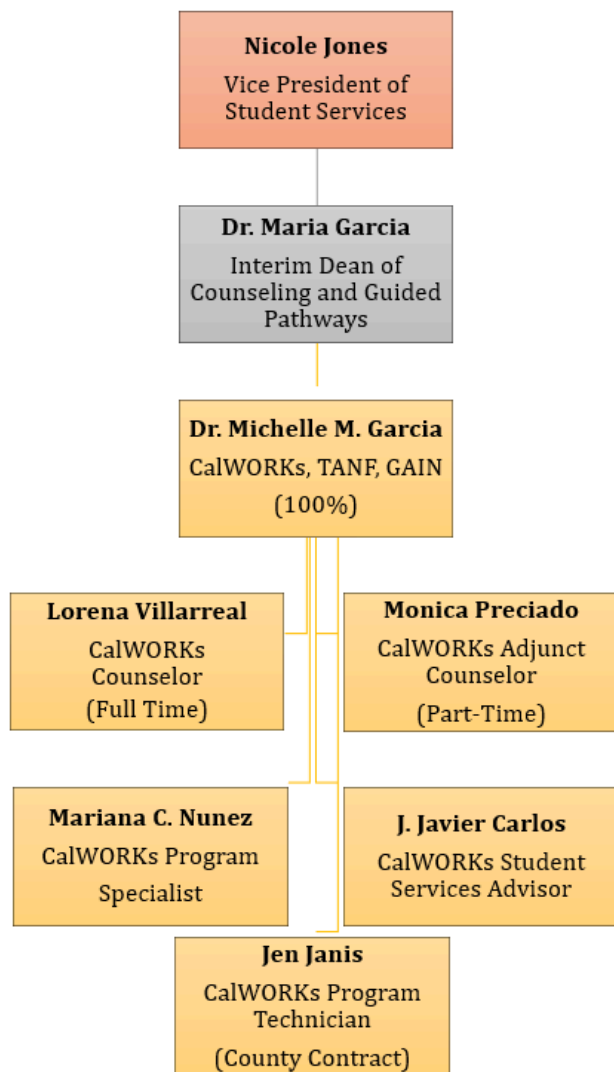 Nicole Jones
Vice President of
Student Services
Dr. Maria Garcia
Interim Dean of
Counseling and Guided
Pathways
Dr. Michelle M. Garcia
CalWORKs, TANF, GAIN
(100%)
Lorena Villarreal
CalWORKs
Counselor
(Full Time)
Monica Preciado
CalWORKs Adjunct
Counselor
(Part-Time)
Mariana C. Nunez
CalWORKs Program
Specialist
J. Javier Carlos
CalWORKs Student
Services Advisor
Jen Janis
CalWORKs Program
Technician
(County Contract)